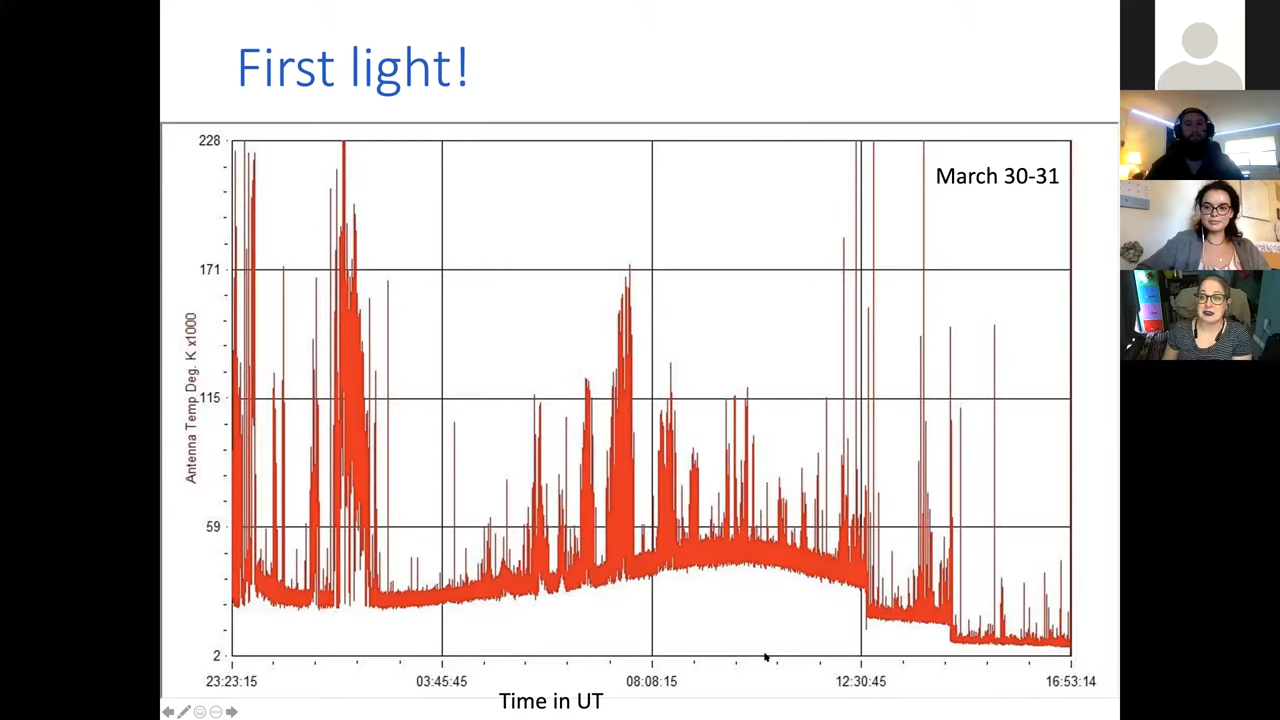 First light!
228
March 30-31
171
Antenna Temp Deg. K x1000
115
59
2
23:23:15
03:45:45
08:08:15
12:30:45
16:53:14
Time in UT